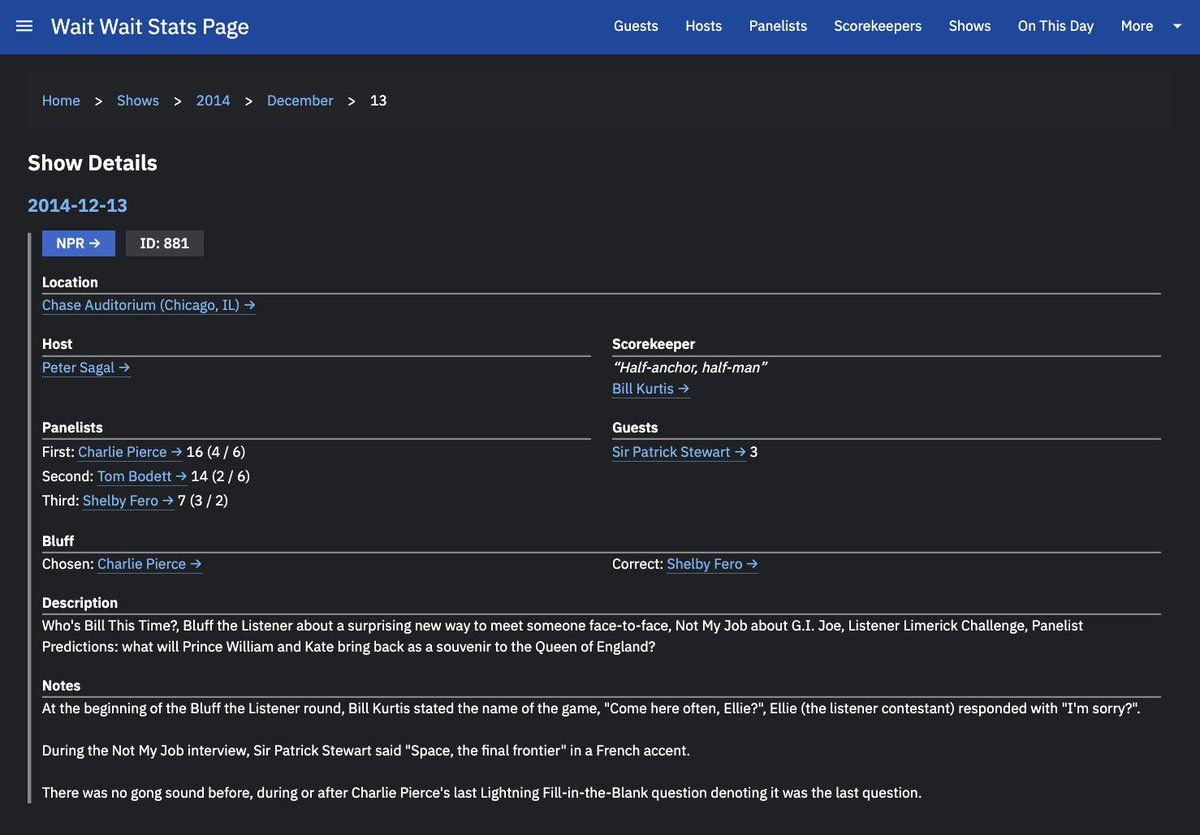 Wait Wait Stats Page
Guests Hosts Panelists Scorekeepers Shows On This Day More
Home > Shows > 2014 > December > 13
Show Details
2014-12-13
NPR → ID: 881
Location
Chase Auditorium (Chicago, IL) →
Host
Peter Sagal →
Scorekeeper
“Half-anchor, half-man”
Bill Kurtis →
Panelists
First: Charlie Pierce → 16 (4 / 6)
Second: Tom Bodett → 14 (2 / 6)
Third: Shelby Fero → 7 (3 / 2)
Guests
Sir Patrick Stewart → 3
Bluff
Chosen: Charlie Pierce →
Correct: Shelby Fero →
Description
Who's Bill This Time?, Bluff the Listener about a surprising new way to meet someone face-to-face, Not My Job about G.I. Joe, Listener Limerick Challenge, Panelist
Predictions: what will Prince William and Kate bring back as a souvenir to the Queen of England?
Notes
At the beginning of the Bluff the Listener round, Bill Kurtis stated the name of the game, "Come here often, Ellie?", Ellie (the listener contestant) responded with "I'm sorry?".
During the Not My Job interview, Sir Patrick Stewart said "Space, the final frontier" in a French accent.
There was no gong sound before, during or after Charlie Pierce's last Lightning Fill-in-the-Blank question denoting it was the last question.